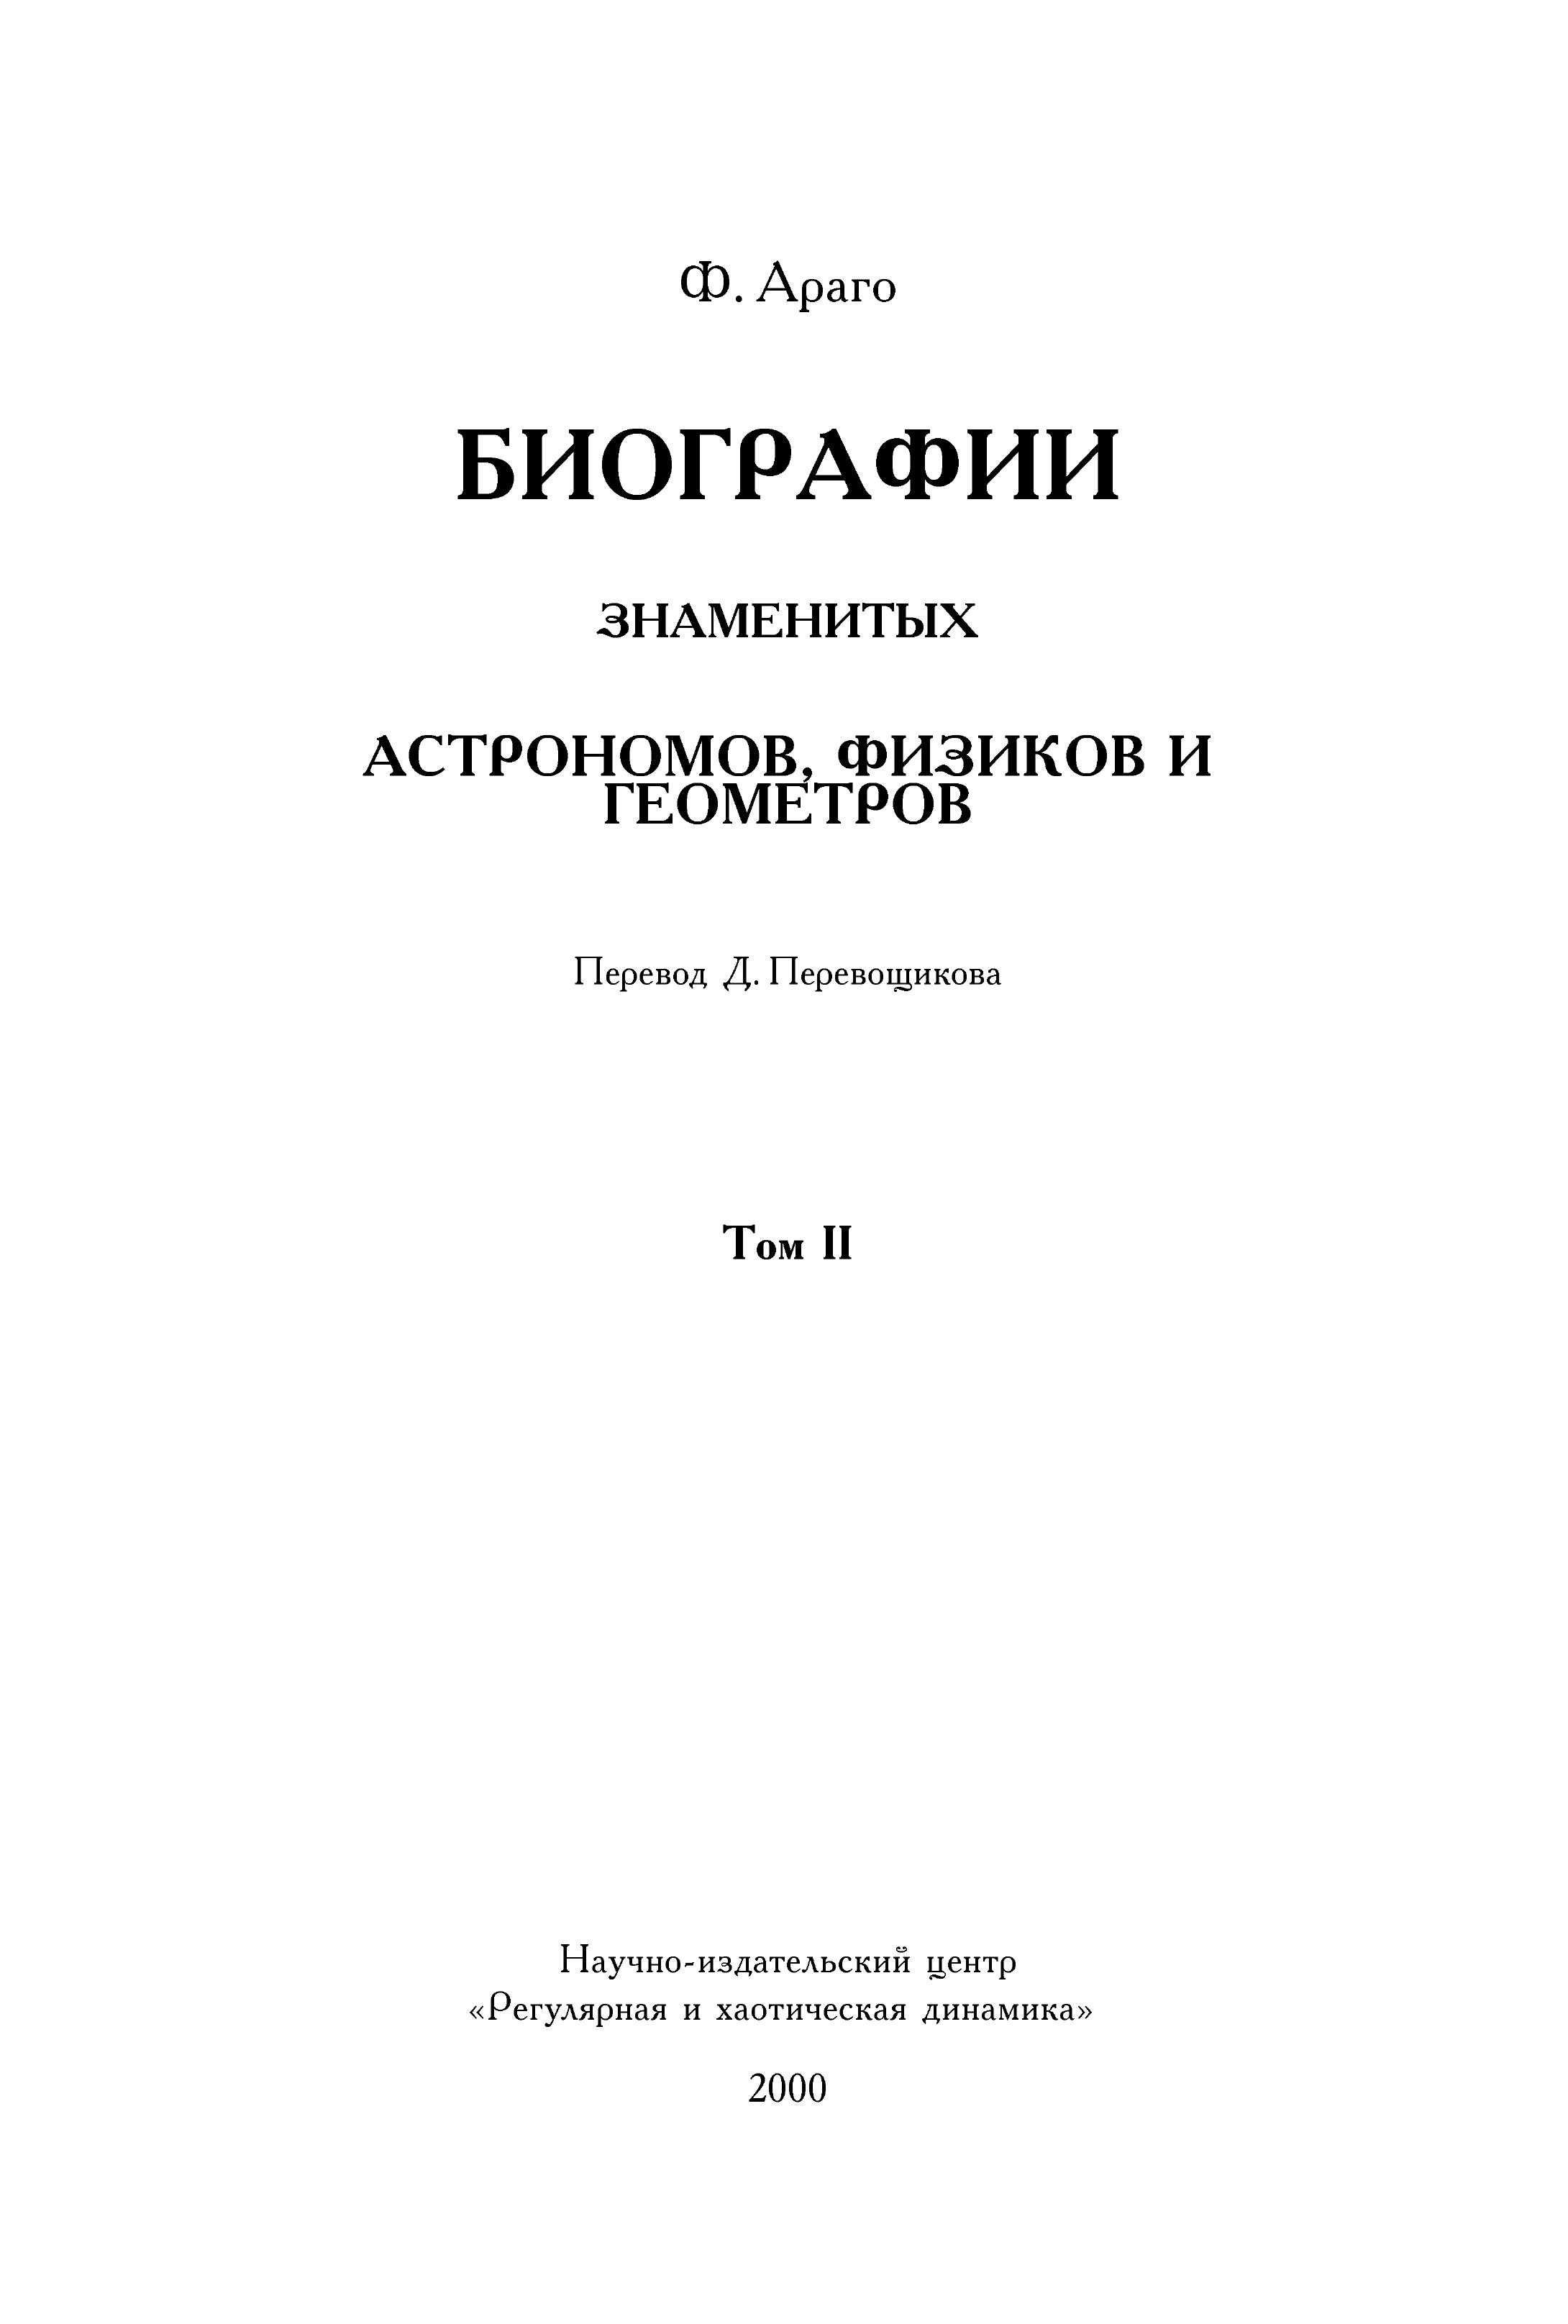 Ф. Араго
БИОГРАФИИ
ЗНАМЕНИТЫХ
АСТРОНОМОВ, ФИЗИКОВ И
ГЕОМЕТРОВ
Перевод Д. Перевощикова
Том II
Научно-издательский центр
«Регулярная и хаотическая динамика»
2000